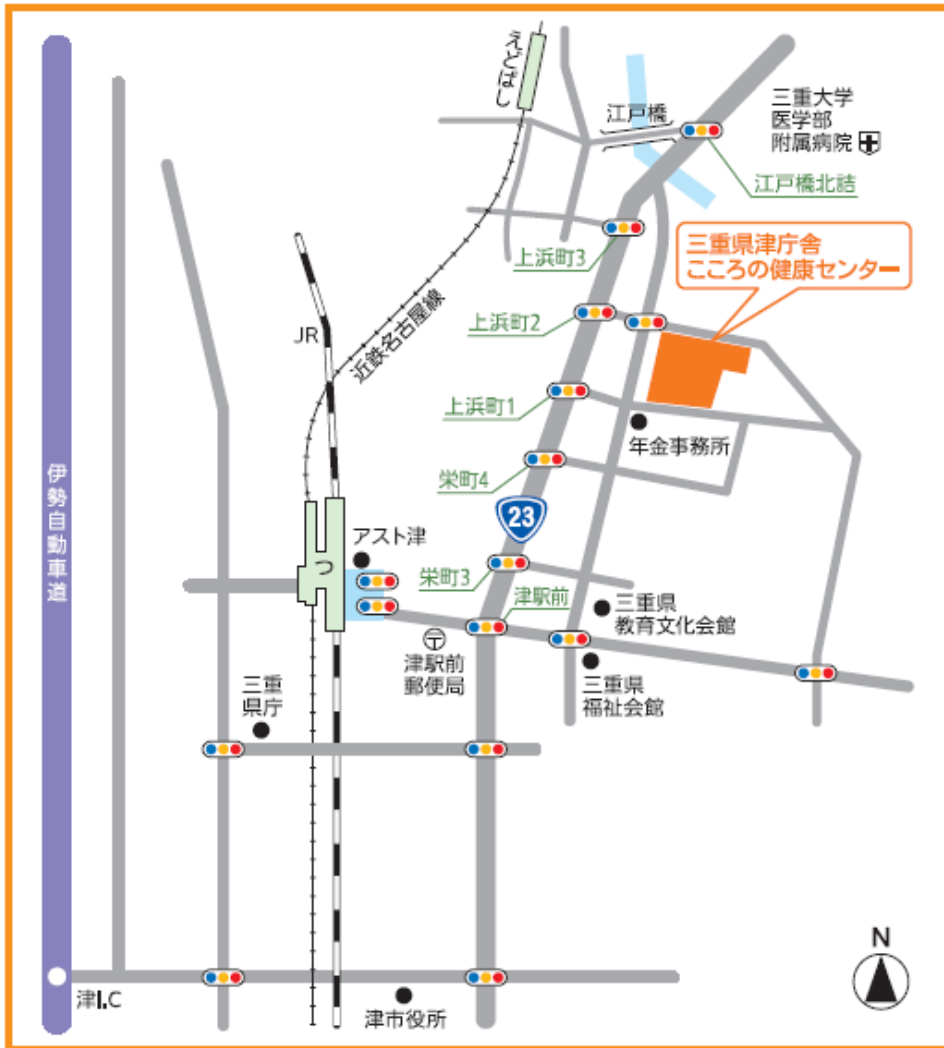 えどばし
江戸橋
三重大学
医学部
附属病院
江戸橋北詰
上浜町3
三重県津庁舎
こころの健康センター
上浜町2
JR
近鉄名古屋線
上浜町1
年金事務所
栄町4
伊勢自動車道
23
アスト津
つ
栄町3
津駅前
三重県
教育文化会館
津駅前
郵便局
三重県
福祉会館
三重
県庁
N
津I.C
津市役所